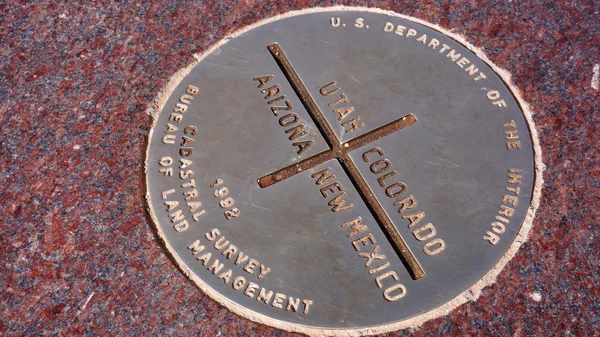 U. S. DEPARTMENT OF THE INTERIOR
UTAH
COLORADO
ARIZONA
NEW MEXICO
1992
CADASTRAL SURVEY
BUREAU OF LAND MANAGEMENT